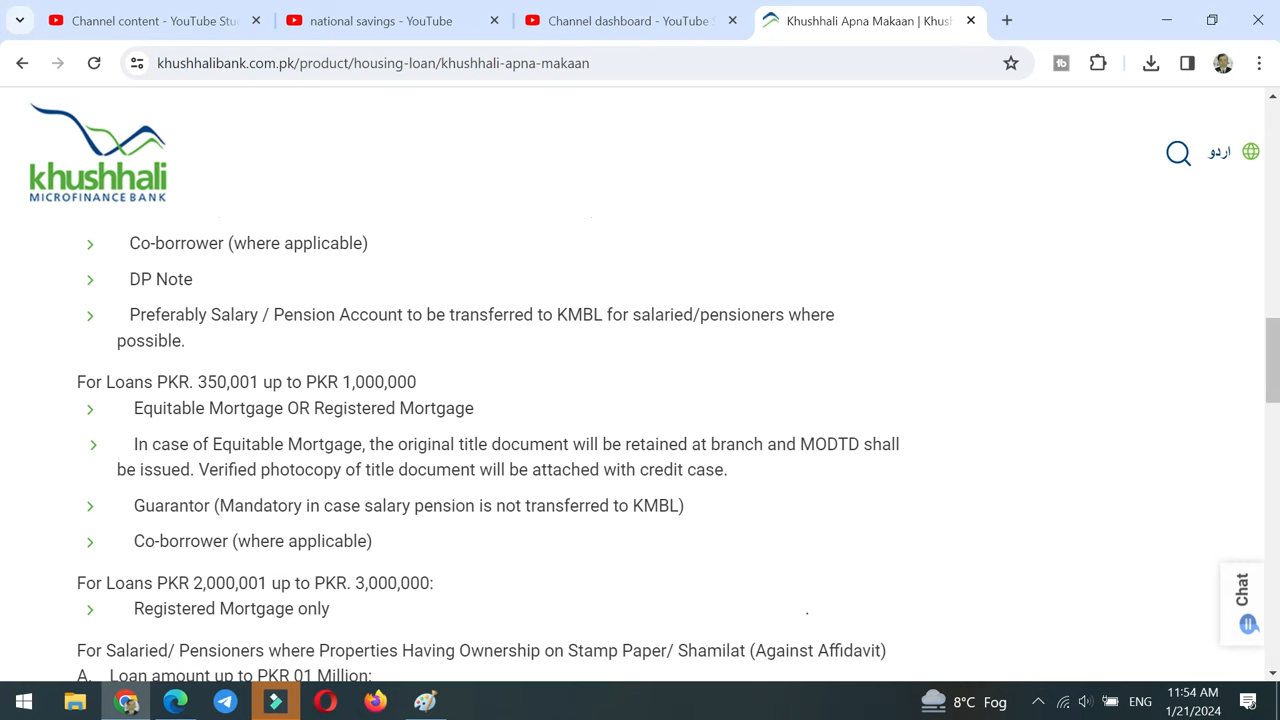 Channel content - YouTube Stu
national savings - YouTube
Channel dashboard - YouTube S
Khushhali Apna Makaan | Khush
khushhalibank.com.pk/product/housing-loan/khushhali-apna-makaan
khushhali
MICROFINANCE BANK
اردو
Co-borrower (where applicable)
DP Note
Preferably Salary / Pension Account to be transferred to KMBL for salaried/pensioners where
possible.
For Loans PKR. 350,001 up to PKR 1,000,000
Equitable Mortgage OR Registered Mortgage
In case of Equitable Mortgage, the original title document will be retained at branch and MODTD shall
be issued. Verified photocopy of title document will be attached with credit case.
Guarantor (Mandatory in case salary pension is not transferred to KMBL)
Co-borrower (where applicable)
For Loans PKR 2,000,001 up to PKR. 3,000,000:
Registered Mortgage only
.
For Salaried/ Pensioners where Properties Having Ownership on Stamp Paper/ Shamilat (Against Affidavit)
A. Loan amount up to PKR 01 Million:
Chat
8°C Fog
ENG
11:54 AM
1/21/2024